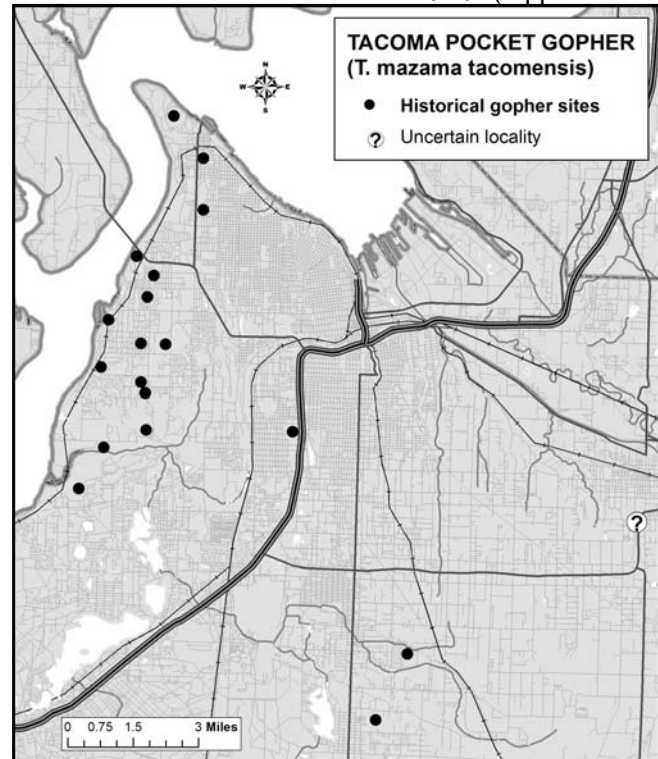 TACOMA POCKET GOPHER
(T. mazama tacomensis)
Historical gopher sites
? Uncertain locality
N
W E
S
?
0 0.75 1.5 3 Miles